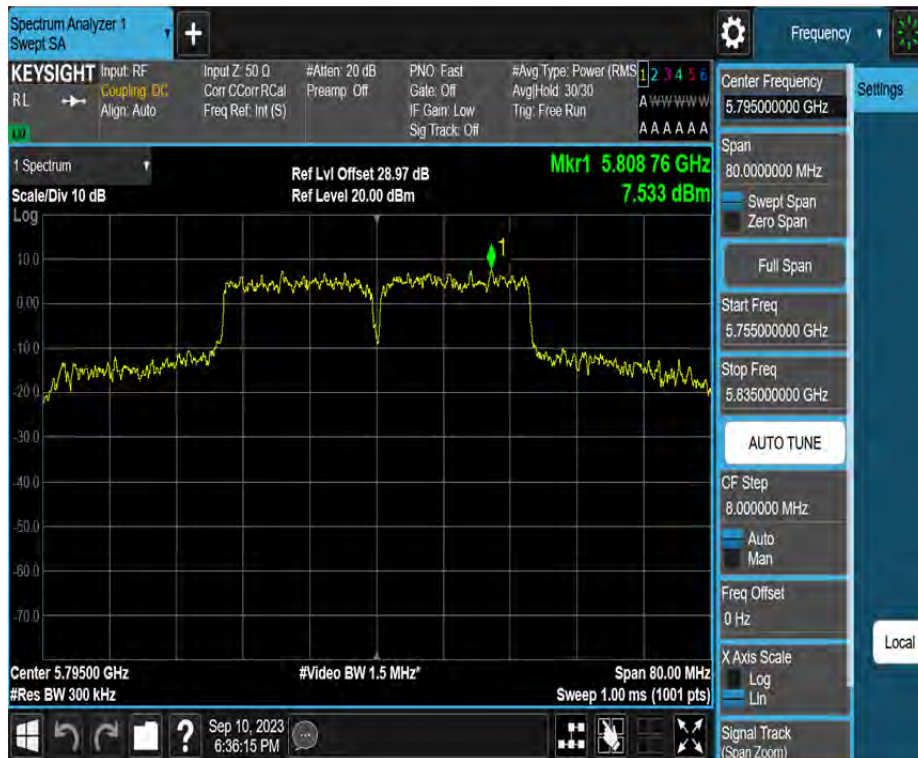 Spectrum Analyzer 1
Swept SA
+
Frequency
KEYSIGHT
RL
Input: RF
Coupling: DC
Align: Auto
Input Z: 50 Ω
Corr CCorr RCal
Freq Ref: Int (S)
#Atten: 20 dB
Preamp: Off
PNO: Fast
Gate: Off
IF Gain: Low
Sig Track: Off
#Avg Type: Power (RMS
Avg|Hold: 30/30
Trig: Free Run
1 2 3 4 5 6
A W W W W W
A A A A A A
LXI
1 Spectrum
Scale/Div 10 dB
Ref Lvl Offset 28.97 dB
Ref Level 20.00 dBm
Mkr1 5.808 76 GHz
7.533 dBm
Log
1
10.0
0.00
-10.0
-20.0
-30.0
-40.0
-50.0
-60.0
-70.0
Center 5.79500 GHz
#Res BW 300 kHz
#Video BW 1.5 MHz*
Span 80.00 MHz
Sweep 1.00 ms (1001 pts)
?
Sep 10, 2023
6:36:15 PM
Center Frequency
5.795000000 GHz
Settings
Span
80.0000000 MHz
Swept Span
Zero Span
Full Span
Start Freq
5.755000000 GHz
Stop Freq
5.835000000 GHz
AUTO TUNE
CF Step
8.000000 MHz
Auto
Man
Freq Offset
0 Hz
X Axis Scale
Log
Lin
Local
Signal Track
(Span Zoom)